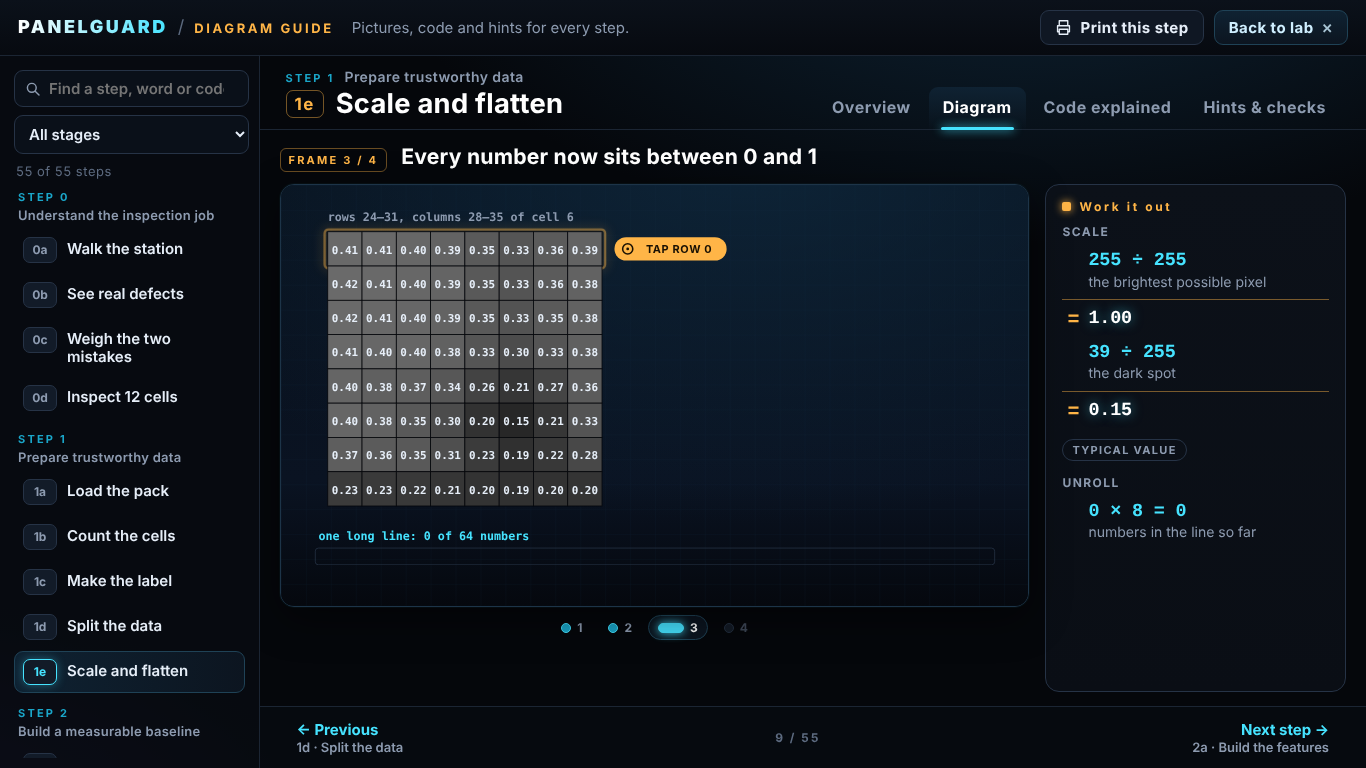 PANELGUARD / DIAGRAM GUIDE Pictures, code and hints for every step.
Print this step
Back to lab ×
Find a step, word or cod
All stages
55 of 55 steps
STEP 0
Understand the inspection job
0a Walk the station
0b See real defects
0c Weigh the two mistakes
0d Inspect 12 cells
STEP 1
Prepare trustworthy data
1a Load the pack
1b Count the cells
1c Make the label
1d Split the data
1e Scale and flatten
STEP 2
Build a measurable baseline
STEP 1 Prepare trustworthy data
1e Scale and flatten
Overview Diagram Code explained Hints & checks
FRAME 3 / 4 Every number now sits between 0 and 1
rows 24–31, columns 28–35 of cell 6
0.41 0.41 0.40 0.39 0.35 0.33 0.36 0.39
TAP ROW 0
0.42 0.41 0.40 0.39 0.35 0.33 0.36 0.38
0.42 0.41 0.40 0.39 0.35 0.33 0.35 0.38
0.41 0.40 0.40 0.38 0.33 0.30 0.33 0.38
0.40 0.38 0.37 0.34 0.26 0.21 0.27 0.36
0.40 0.38 0.35 0.30 0.20 0.15 0.21 0.33
0.37 0.36 0.35 0.31 0.23 0.19 0.22 0.28
0.23 0.23 0.22 0.21 0.20 0.19 0.20 0.20
one long line: 0 of 64 numbers
1 2 3 4
Work it out
SCALE
255 ÷ 255
the brightest possible pixel
= 1.00
39 ÷ 255
the dark spot
= 0.15
TYPICAL VALUE
UNROLL
0 × 8 = 0
numbers in the line so far
← Previous
1d · Split the data
9 / 55
Next step →
2a · Build the features